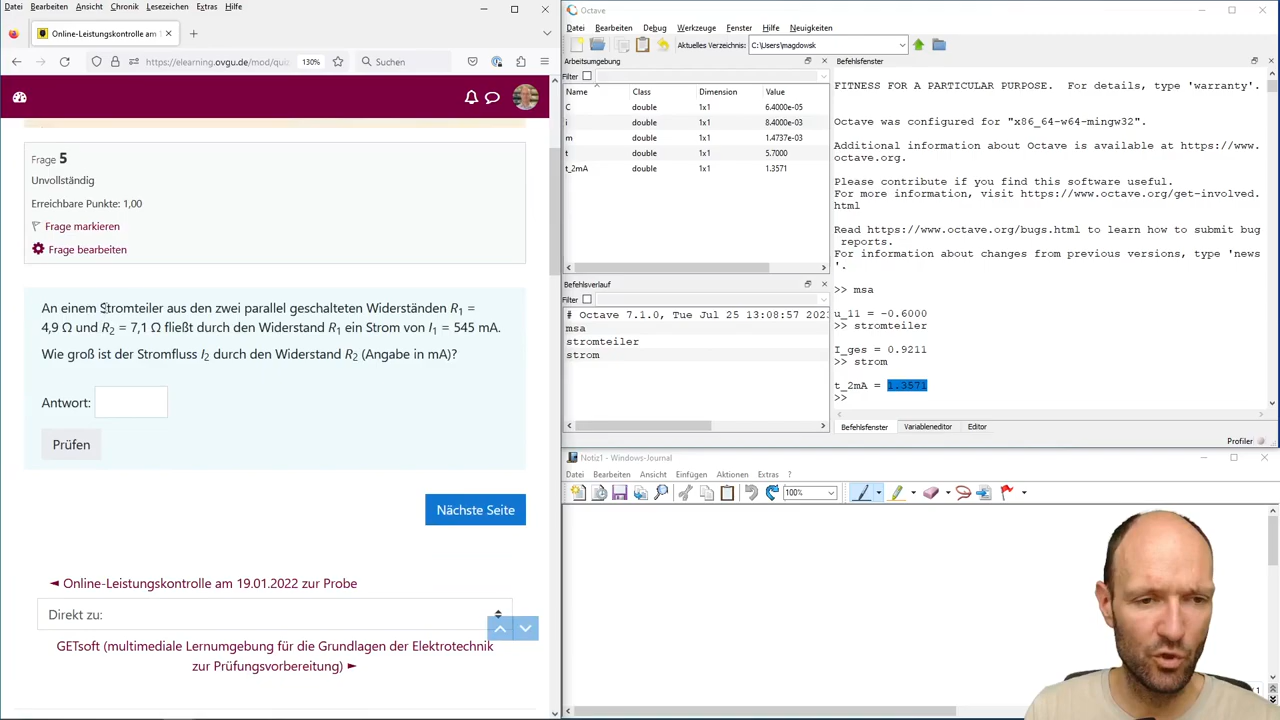 Datei Bearbeiten Ansicht Chronik Lesezeichen Extras Hilfe
Online-Leistungskontrolle am
https://elearning.ovgu.de/mod/qui
130%
Suchen
Frage 5
Unvollständig
Erreichbare Punkte: 1,00
Frage markieren
Frage bearbeiten
An einem Stromteiler aus den zwei parallel geschalteten Widerständen R1 =
4,9 Ω und R2 = 7,1 Ω fließt durch den Widerstand R1 ein Strom von I1 = 545 mA.
Wie groß ist der Stromfluss I2 durch den Widerstand R2 (Angabe in mA)?
Antwort:
Prüfen
Nächste Seite
◄ Online-Leistungskontrolle am 19.01.2022 zur Probe
Direkt zu:
GETsoft (multimediale Lernumgebung für die Grundlagen der Elektrotechnik
zur Prüfungsvorbereitung) ►
Octave
Datei Bearbeiten Debug Werkzeuge Fenster Hilfe Neuigkeiten
Aktuelles Verzeichnis: C:\Users\magdowsk
Arbeitsumgebung
Filter
Name Class Dimension Value
C double 1x1 6.4000e-05
i double 1x1 8.4000e-03
m double 1x1 1.4737e-03
t double 1x1 5.7000
t_2mA double 1x1 1.3571
Befehlsverlauf
Filter
# Octave 7.1.0, Tue Jul 25 13:08:57 202
msa
stromteiler
strom
Befehlsfenster
FITNESS FOR A PARTICULAR PURPOSE. For details, type 'warranty'.
Octave was configured for "x86_64-w64-mingw32".
Additional information about Octave is available at https://www.
octave.org.
Please contribute if you find this software useful.
For more information, visit https://www.octave.org/get-involved.
html
Read https://www.octave.org/bugs.html to learn how to submit bug
reports.
For information about changes from previous versions, type 'news
'.
>> msa
u_11 = -0.6000
>> stromteiler
I_ges = 0.9211
>> strom
t_2mA = 1.3571
>>
Befehlsfenster Variableneditor Editor
Profiler
Notiz1 - Windows-Journal
Datei Bearbeiten Ansicht Einfügen Aktionen Extras ?
100%